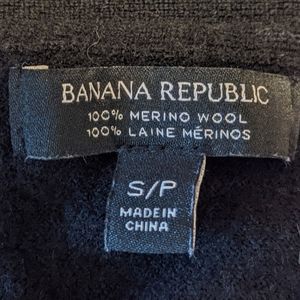 BANANA REPUBLIC
100% MERINO WOOL
100% LAINE MÉRINOS
S/P
MADE IN
CHINA